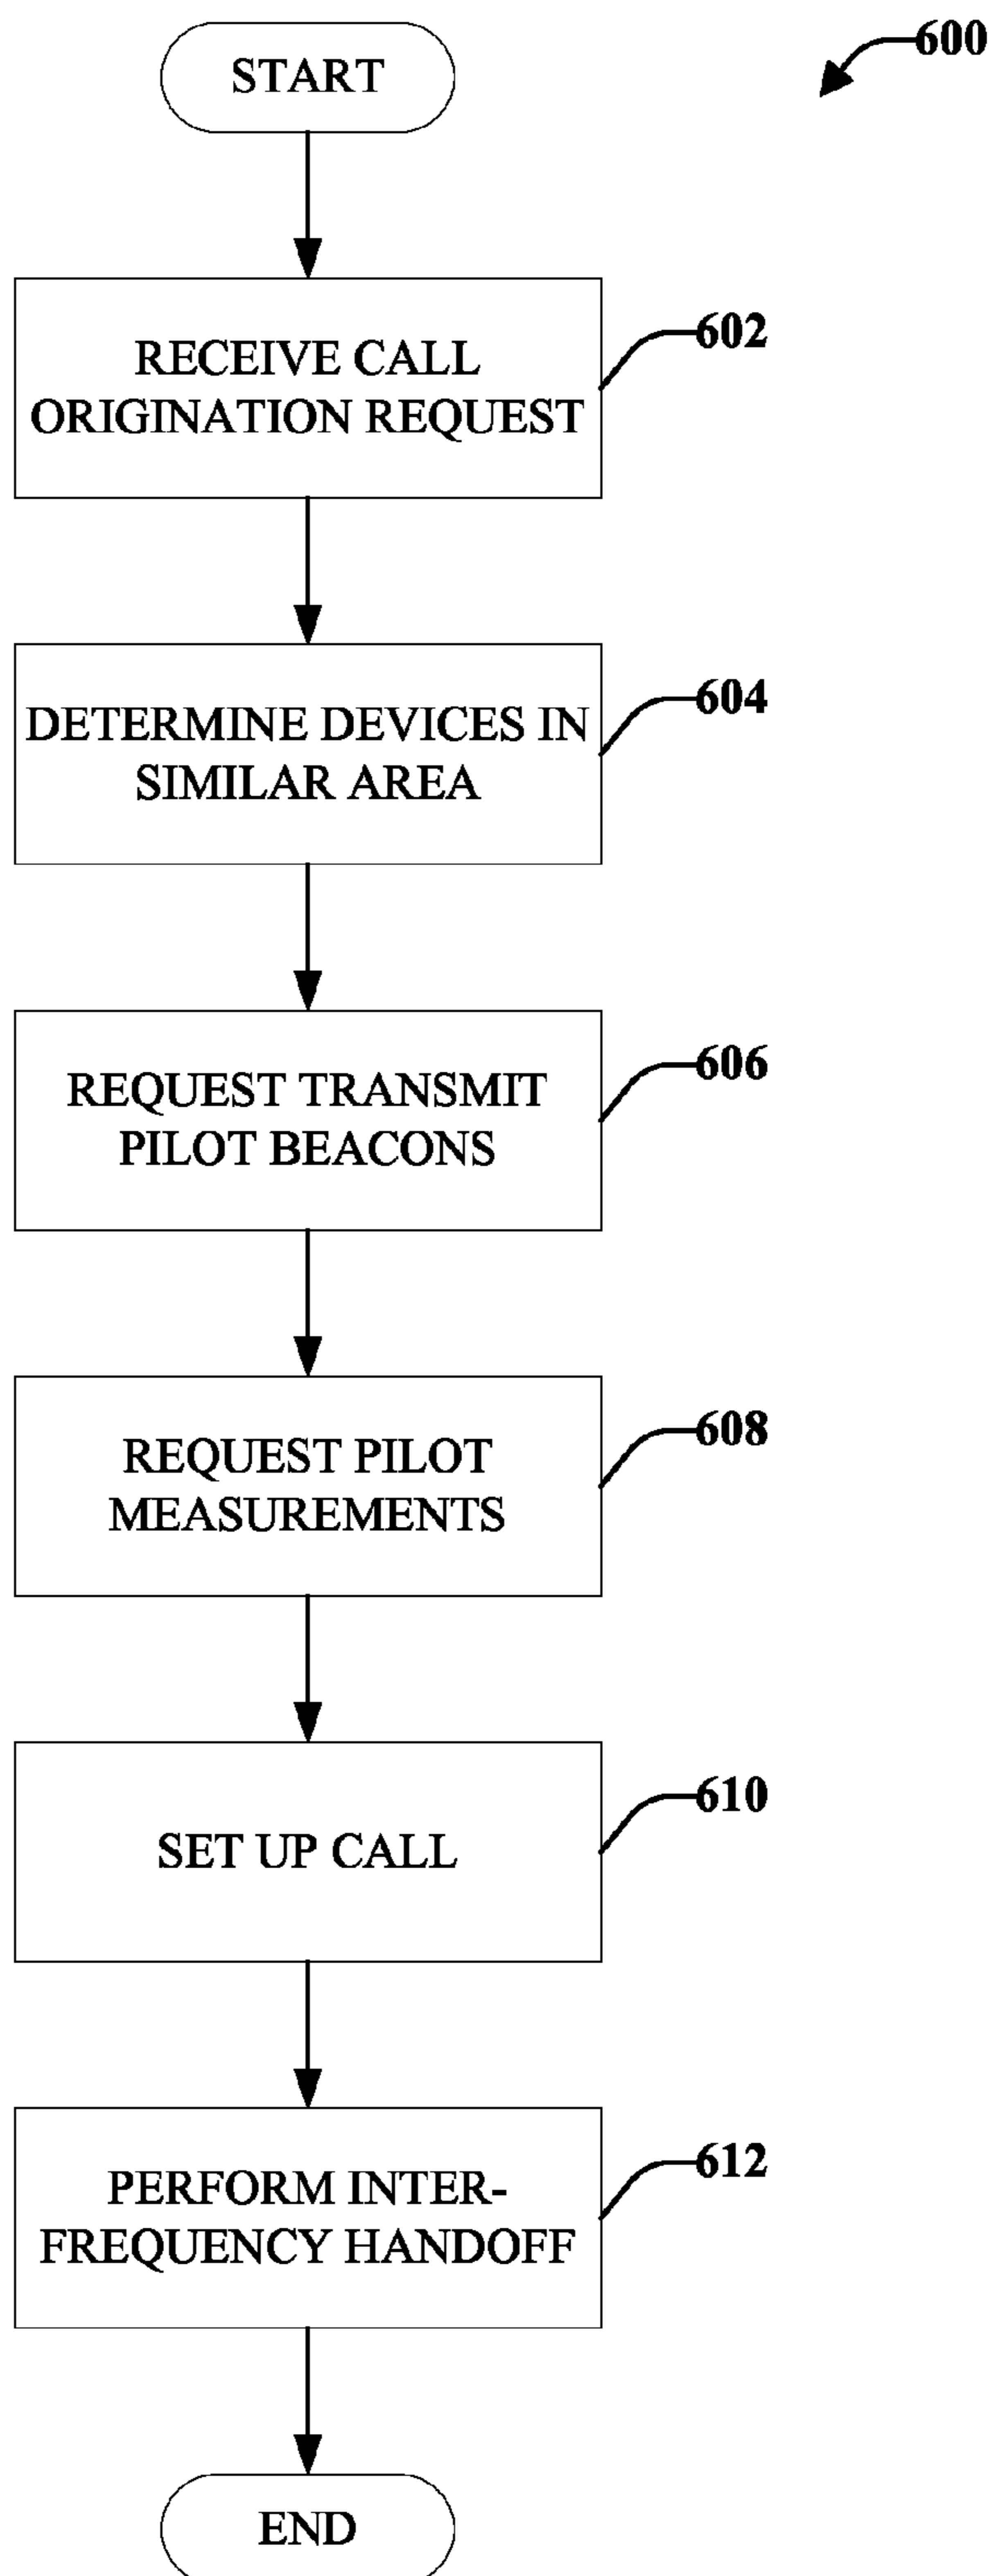 START
600
RECEIVE CALL
ORIGINATION REQUEST
602
DETERMINE DEVICES IN
SIMILAR AREA
604
REQUEST TRANSMIT
PILOT BEACONS
606
REQUEST PILOT
MEASUREMENTS
608
SET UP CALL
610
PERFORM INTER-
FREQUENCY HANDOFF
612
END